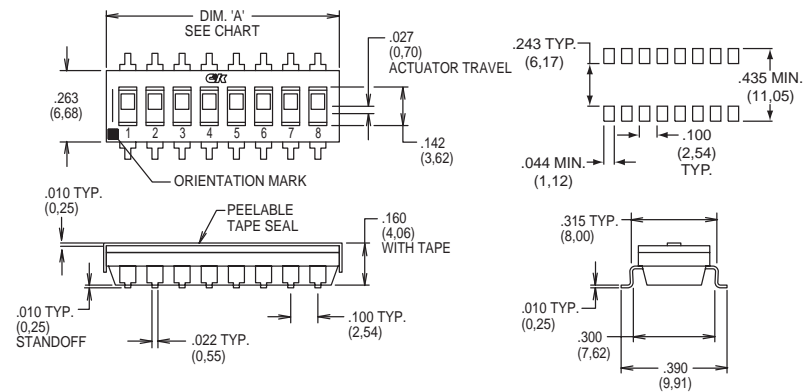 DIM. 'A'
SEE CHART
.027
(0,70)
ACTUATOR TRAVEL
.263
(6,68)
C&K
1 2 3 4 5 6 7 8
.142
(3,62)
ORIENTATION MARK
.243 TYP.
(6,17)
.435 MIN.
(11,05)
.100
(2,54)
TYP.
.044 MIN.
(1,12)
.010 TYP.
(0,25)
PEELABLE
TAPE SEAL
.160
(4,06)
WITH TAPE
.010 TYP.
(0,25)
STANDOFF
.022 TYP.
(0,55)
.100 TYP.
(2,54)
.315 TYP.
(8,00)
.010 TYP.
(0,25)
.300
(7,62)
.390
(9,91)